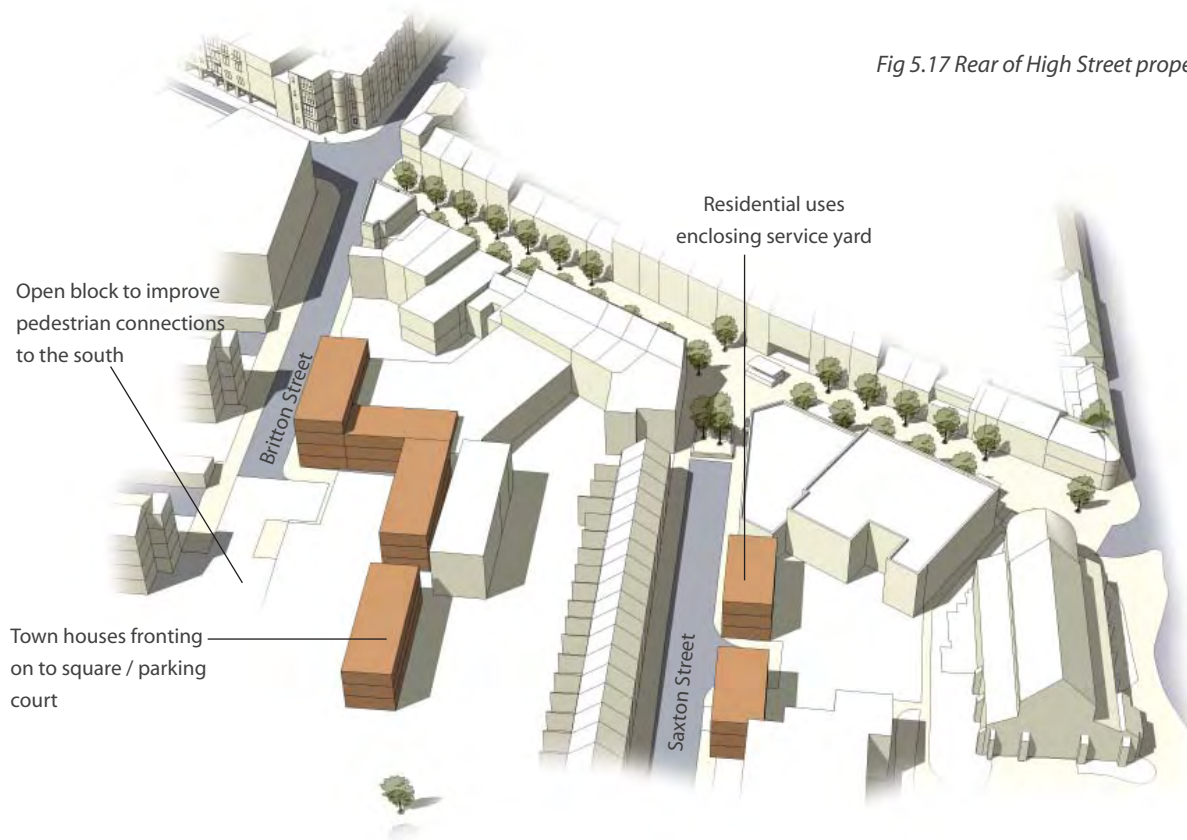 Fig 5.17 Rear of High Street prope
Residential uses
enclosing service yard
Open block to improve
pedestrian connections
to the south
Britton Street
Town houses fronting
on to square / parking
court
Saxton Street